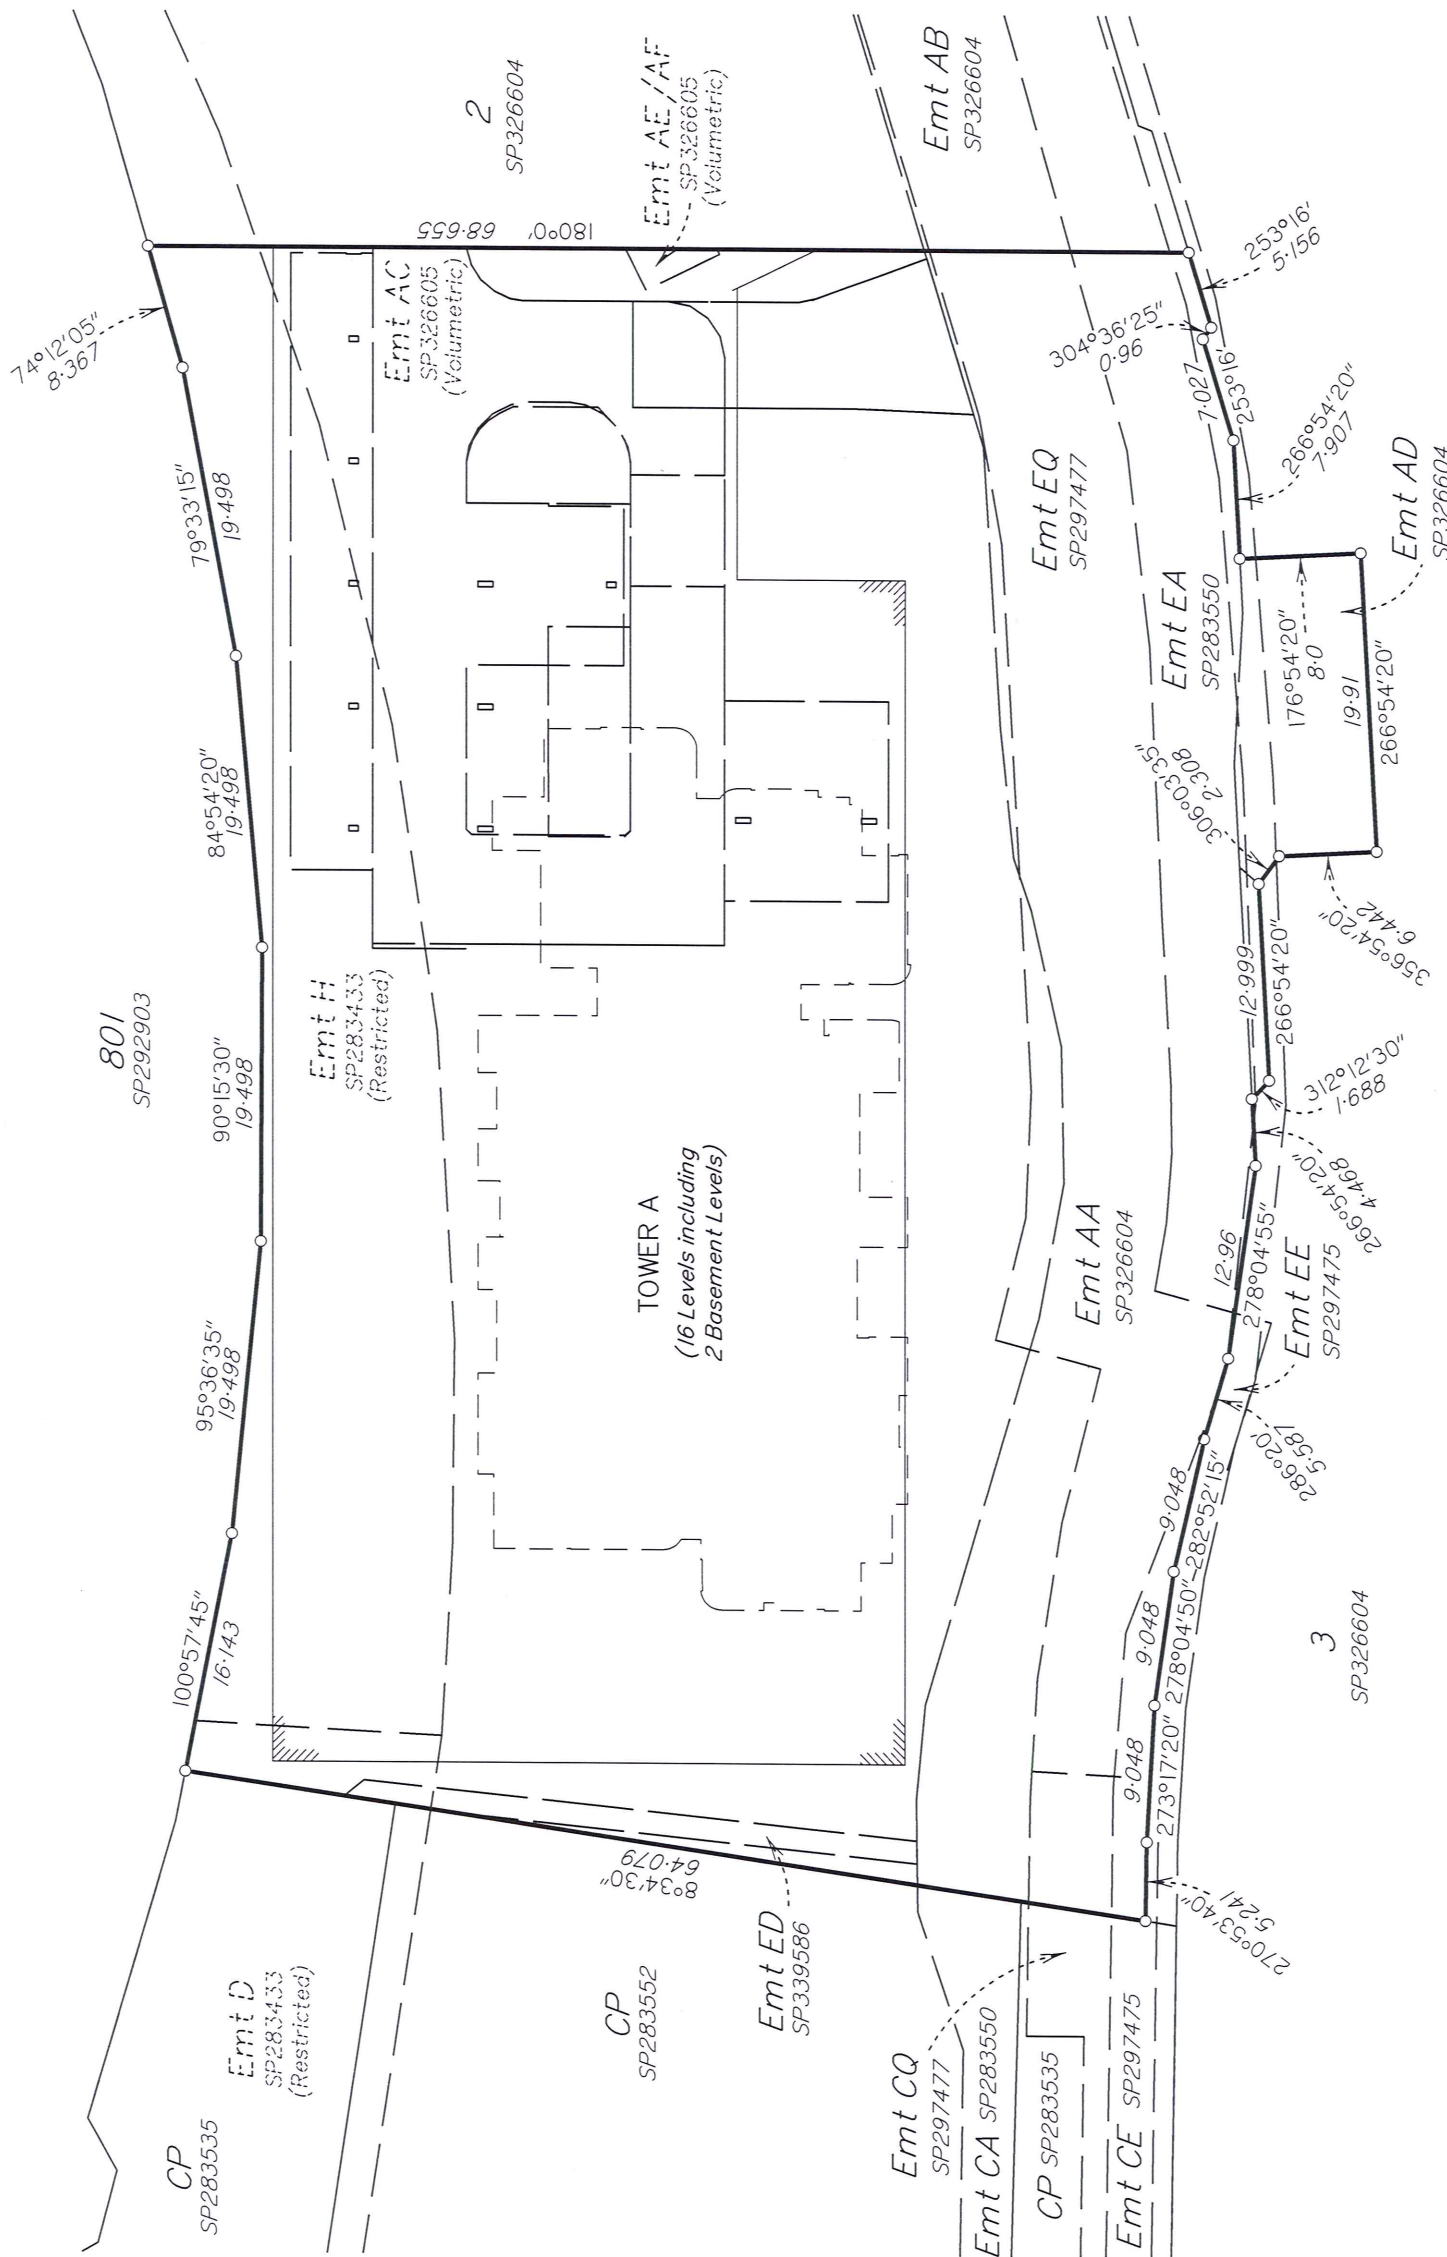 801
SP292903
CP
SP283535
Emt D
SP283433
(Restricted)
100°57'45"
16·143
95°36'35"
19·498
90°15'30"
19·498
84°54'20"
19·498
79°33'15"
19·498
74°12'05"
8·367
2
SP326604
Emt AE/AF
SP326605
(Volumetric)
180°0'
68·655
Emt AC
SP326605
(Volumetric)
Emt H
SP283433
(Restricted)
TOWER A
(16 Levels including
2 Basement Levels)
8°34'30"
64·079
CP
SP283552
Emt ED
SP339586
Emt AB
SP326604
Emt EQ
SP297477
Emt EA
SP283550
Emt AA
SP326604
Emt CQ
SP297477
Emt CA SP283550
CP SP283535
Emt CE SP297475
270°53'40"
5·241
9·048
273°17'20"
9·048
278°04'50"
9·048
282°52'15"
286°20'
5·587
Emt EE
SP297475
12·96
278°04'55"
266°54'20"
4·468
312°12'30"
1·688
12·999
266°54'20"
306°03'35"
2·308
356°54'20"
6·442
19·91
266°54'20"
176°54'20"
8·0
Emt AD
SP326604
266°54'20"
7·907
7·027
253°16'
304°36'25"
0·96
253°16'
5·156
3
SP326604